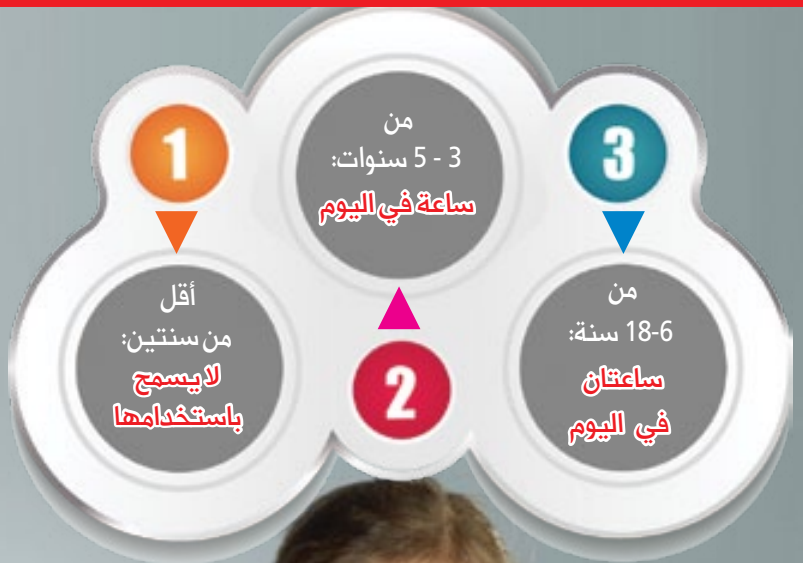 1
أقل
من سنتين:
لا يسمح
باستخدامها
2
من
3 - 5 سنوات:
ساعة في اليوم
3
من
6-18 سنة:
ساعتان
في اليوم